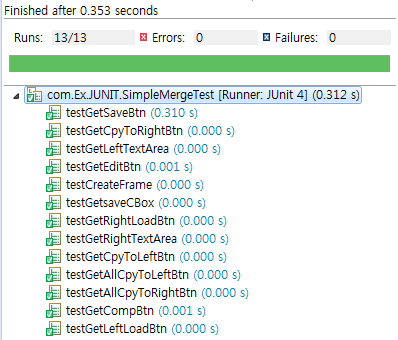 Finished after 0.353 seconds
Runs: 13/13 Errors: 0 Failures: 0
com.Ex.JUNIT.SimpleMergeTest [Runner: JUnit 4] (0.312 s)
testGetSaveBtn (0.310 s)
testGetCpyToRightBtn (0.000 s)
testGetLeftTextArea (0.000 s)
testGetEditBtn (0.001 s)
testCreateFrame (0.000 s)
testGetsaveCBox (0.000 s)
testGetRightLoadBtn (0.000 s)
testGetRightTextArea (0.000 s)
testGetCpyToLeftBtn (0.000 s)
testGetAllCpyToLeftBtn (0.000 s)
testGetAllCpyToRightBtn (0.000 s)
testGetCompBtn (0.001 s)
testGetLeftLoadBtn (0.000 s)